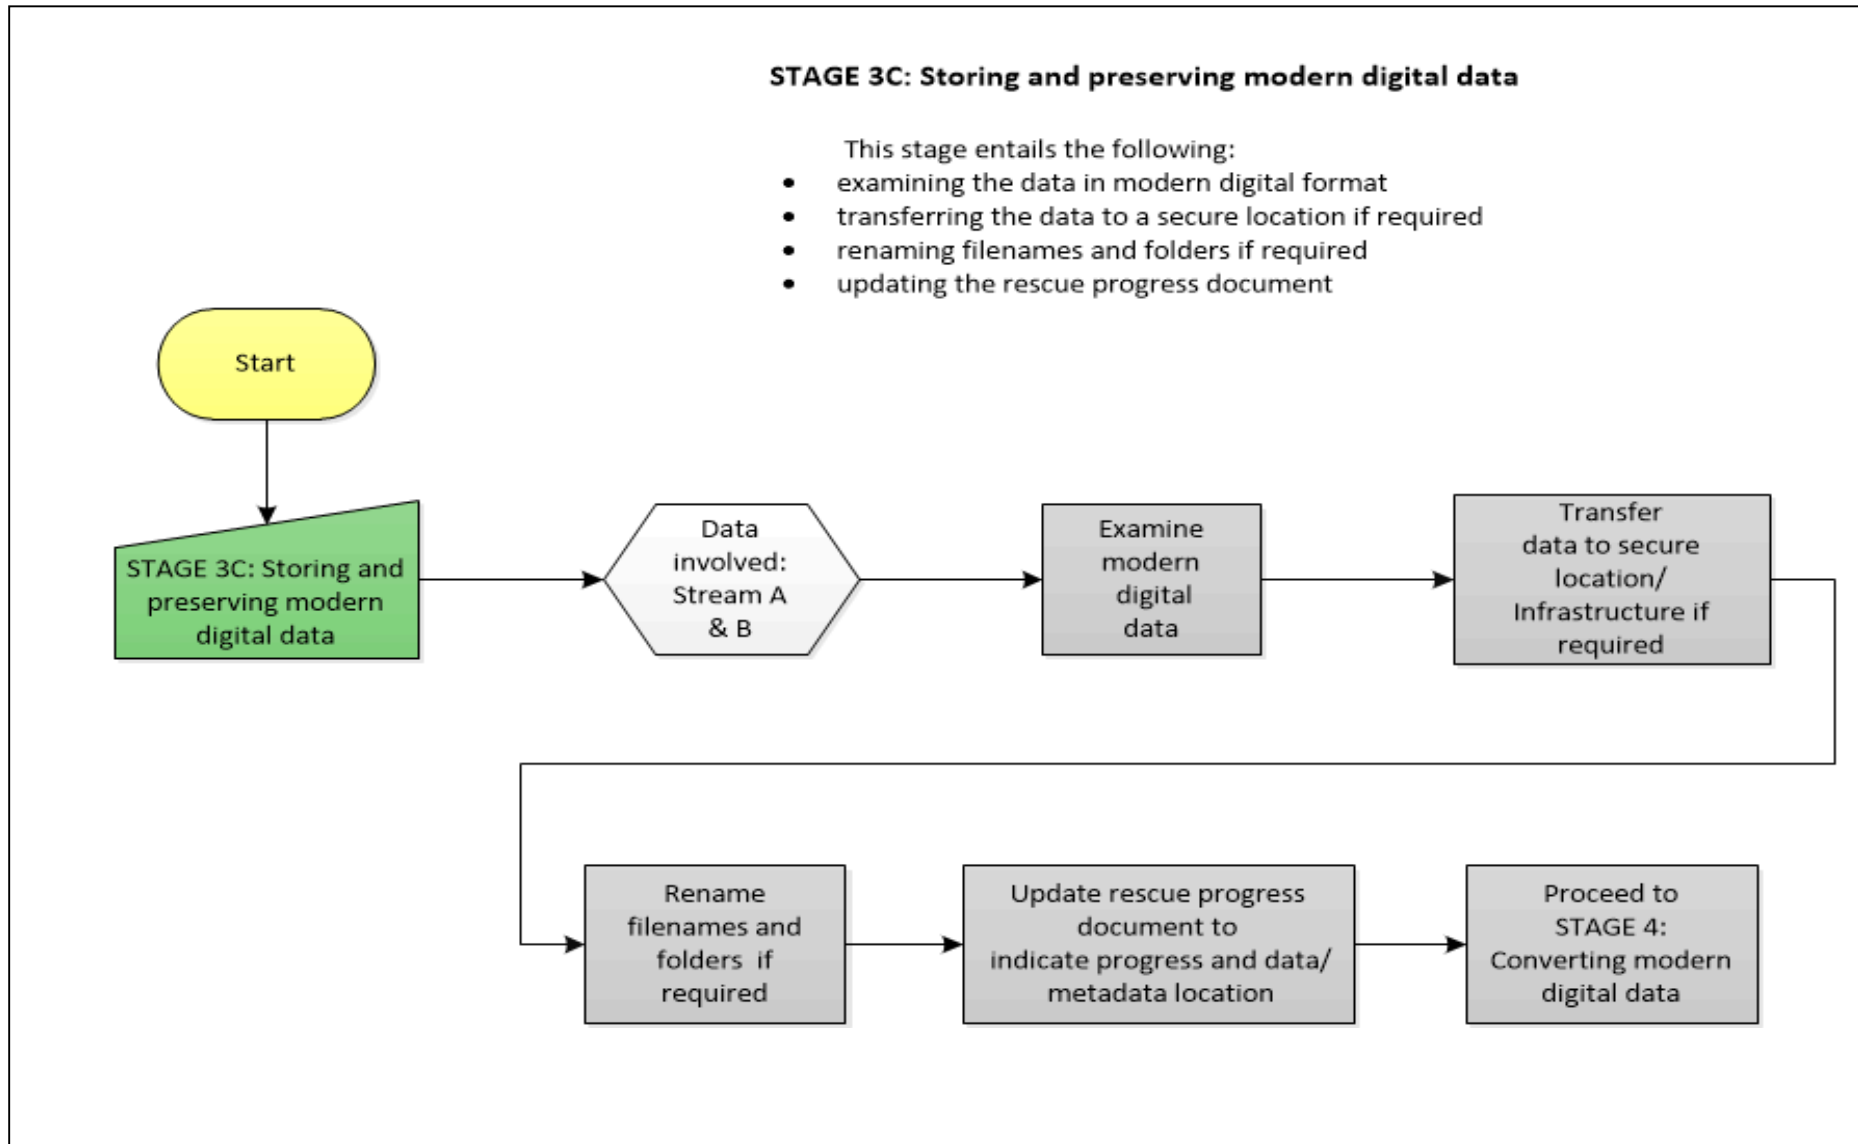 STAGE 3C: Storing and preserving modern digital data
This stage entails the following:
• examining the data in modern digital format
• transferring the data to a secure location if required
• renaming filenames and folders if required
• updating the rescue progress document
Start
STAGE 3C: Storing and
preserving modern
digital data
Data
involved:
Stream A
& B
Examine
modern
digital
data
Transfer
data to secure
location/
Infrastructure if
required
Rename
filenames and
folders if
required
Update rescue progress
document to
indicate progress and data/
metadata location
Proceed to
STAGE 4:
Converting modern
digital data